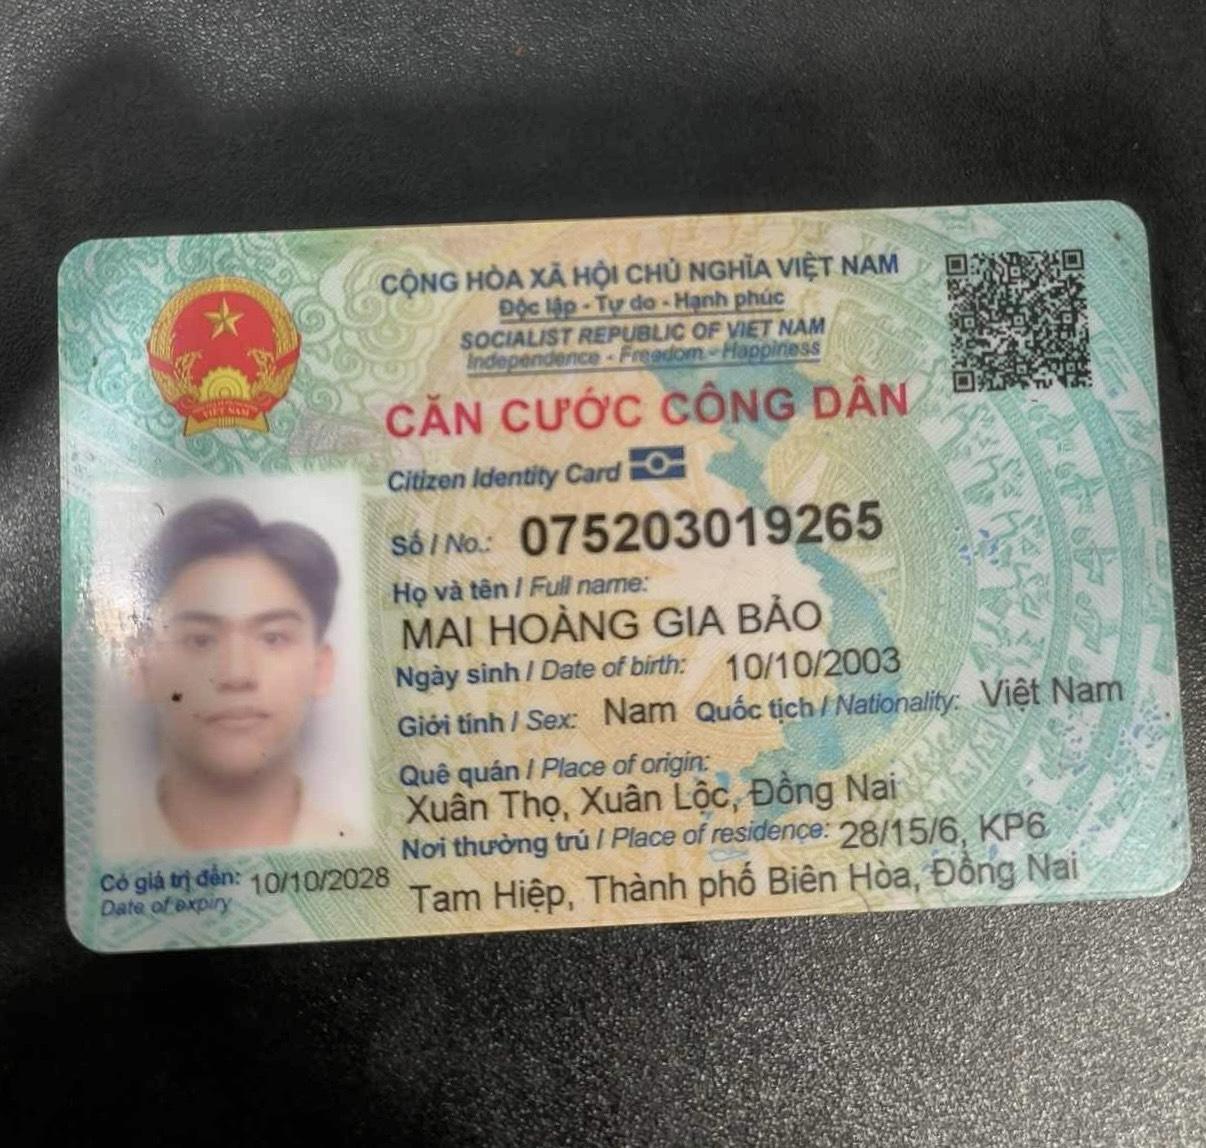 CỘNG HÒA XÃ HỘI CHỦ NGHĨA VIỆT NAM
Độc lập - Tự do - Hạnh phúc
SOCIALIST REPUBLIC OF VIET NAM
Independence - Freedom - Happiness
CĂN CƯỚC CÔNG DÂN
Citizen Identity Card
VIỆT NAM
Số / No.: 075203019265
Họ và tên / Full name:
MAI HOÀNG GIA BẢO
Ngày sinh / Date of birth: 10/10/2003
Giới tính / Sex: Nam Quốc tịch / Nationality: Việt Nam
Quê quán / Place of origin:
Xuân Thọ, Xuân Lộc, Đồng Nai
Nơi thường trú / Place of residence: 28/15/6, KP6
Tam Hiệp, Thành phố Biên Hòa, Đồng Nai
Có giá trị đến: 10/10/2028
Date of expiry